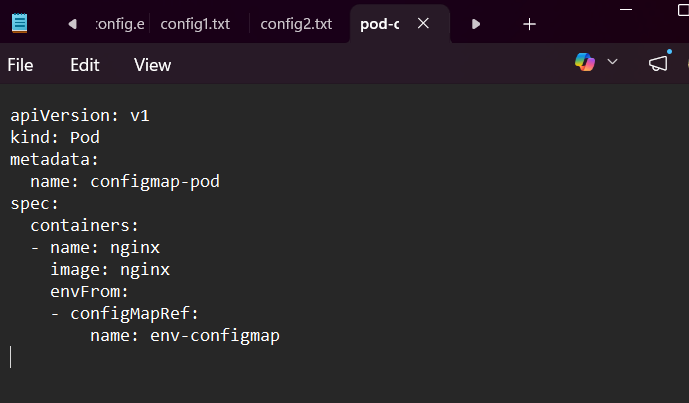 :onfig.e config1.txt config2.txt pod-c
File Edit View
apiVersion: v1
kind: Pod
metadata:
  name: configmap-pod
spec:
  containers:
  - name: nginx
    image: nginx
    envFrom:
    - configMapRef:
        name: env-configmap